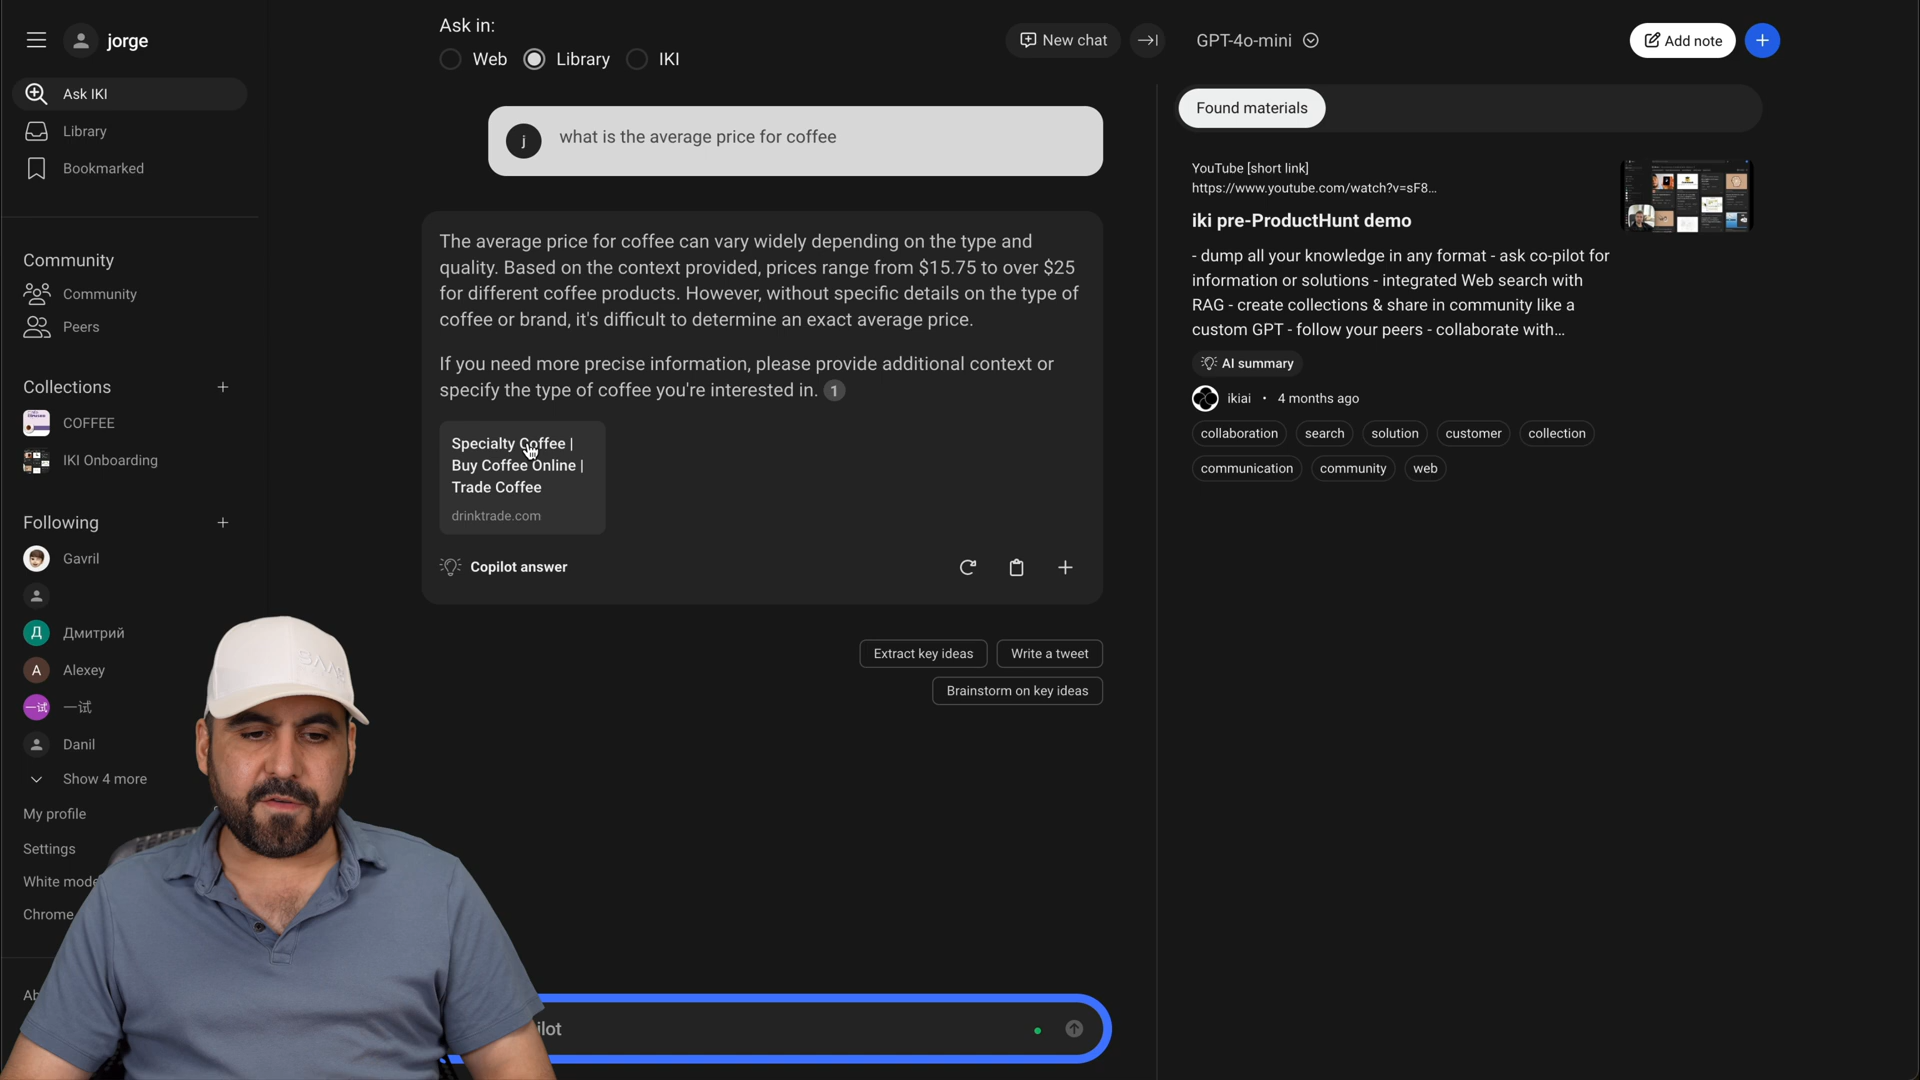 jorge
Ask IKI
Library
Bookmarked
Community
Community
Peers
Collections
COFFEE
IKI Onboarding
Following
Gavril
Д
Дмитрий
A
Alexey
一试
一试
Danil
Show 4 more
My profile
Settings
White mode
Chrome
Ask in:
Web
Library
IKI
New chat
GPT-4o-mini
Add note
j
what is the average price for coffee
The average price for coffee can vary widely depending on the type and
quality. Based on the context provided, prices range from $15.75 to over $25
for different coffee products. However, without specific details on the type of
coffee or brand, it's difficult to determine an exact average price.
If you need more precise information, please provide additional context or
specify the type of coffee you're interested in. 1
Specialty Coffee |
Buy Coffee Online |
Trade Coffee
drinktrade.com
Copilot answer
Extract key ideas
Write a tweet
Brainstorm on key ideas
ilot
Found materials
YouTube [short link]
https://www.youtube.com/watch?v=sF8...
iki pre-ProductHunt demo
- dump all your knowledge in any format - ask co-pilot for
information or solutions - integrated Web search with
RAG - create collections & share in community like a
custom GPT - follow your peers - collaborate with...
AI summary
ikiai • 4 months ago
collaboration
search
solution
customer
collection
communication
community
web